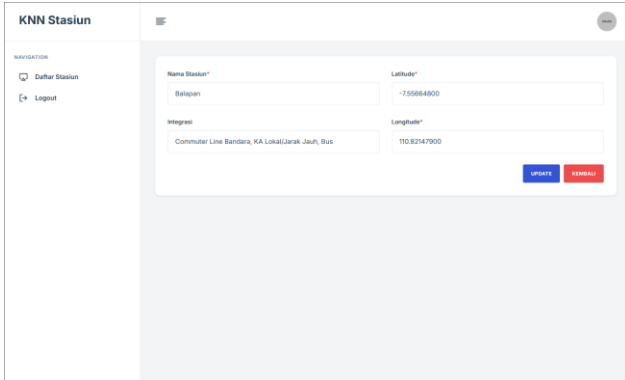 KNN Stasiun
NAVIGATION
Daftar Stasiun
Logout
Nama Stasiun*
Latitude*
Balapan
-7.55664800
Integrasi
Longitude*
Commuter Line Bandara, KA Lokal/Jarak Jauh, Bus
110.82147900
UPDATE KEMBALI